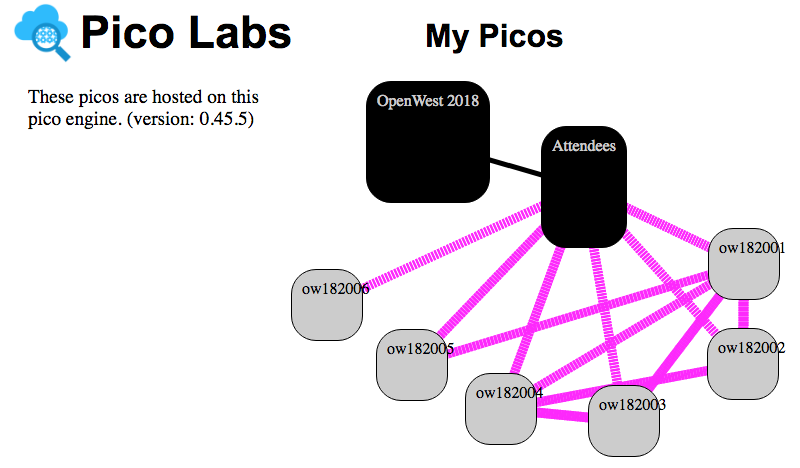 Pico Labs
My Picos
These picos are hosted on this
pico engine. (version: 0.45.5)
OpenWest 2018
Attendees
ow182001
ow182006
ow182005
ow182002
ow182004
ow182003